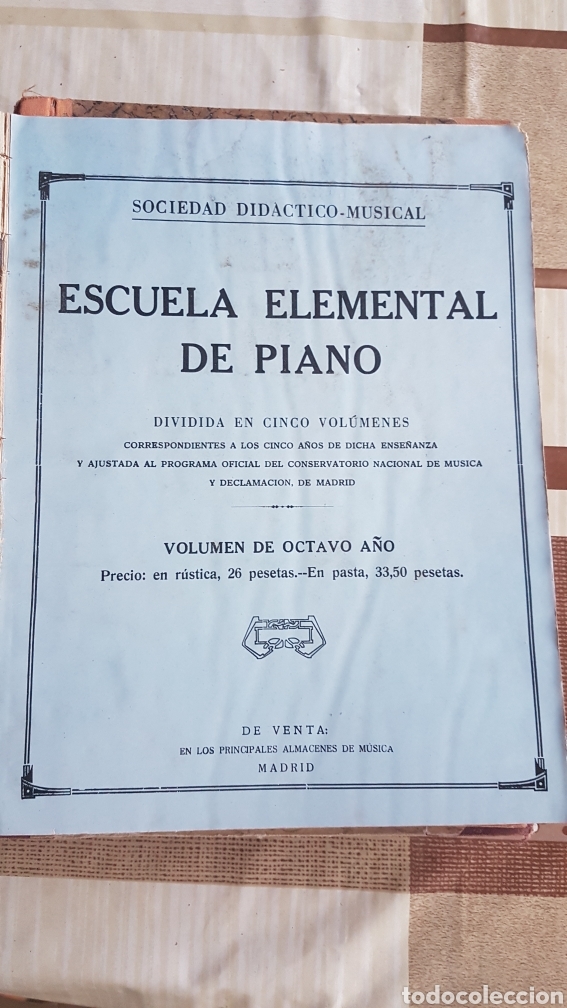 SOCIEDAD DIDACTICO-MUSICAL
ESCUELA ELEMENTAL
DE PIANO
DIVIDIDA EN CINCO VOLÚMENES
CORRESPONDIENTES A LOS CINCO AÑOS DE DICHA ENSEÑANZA
Y AJUSTADA AL PROGRAMA OFICIAL DEL CONSERVATORIO NACIONAL DE MUSICA
Y DECLAMACION, DE MADRID
VOLUMEN DE OCTAVO AÑO
Precio: en rústica, 26 pesetas.--En pasta, 33,50 pesetas.
DE VENTA:
EN LOS PRINCIPALES ALMACENES DE MÚSICA
MADRID
todocoleccion